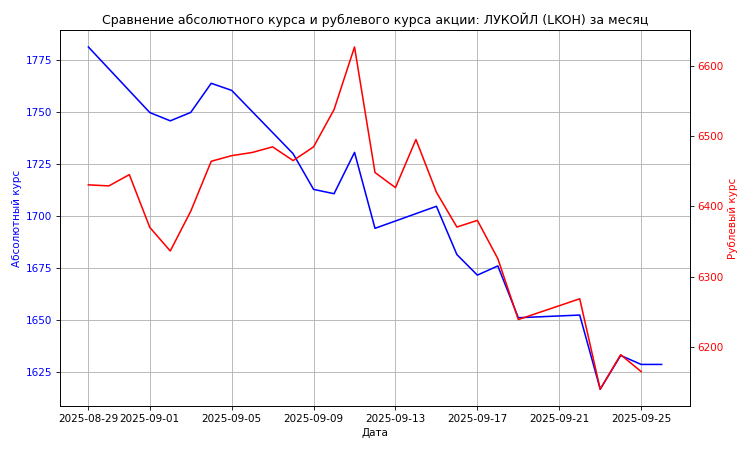 Сравнение абсолютного курса и рублевого курса акции: ЛУКОЙЛ (LKOH) за месяц
1775
1750
1725
1700
1675
1650
1625
Абсолютный курс
6600
6500
6400
6300
6200
Рублевый курс
2025-08-29 2025-09-01 2025-09-05 2025-09-09 2025-09-13 2025-09-17 2025-09-21 2025-09-25
Дата